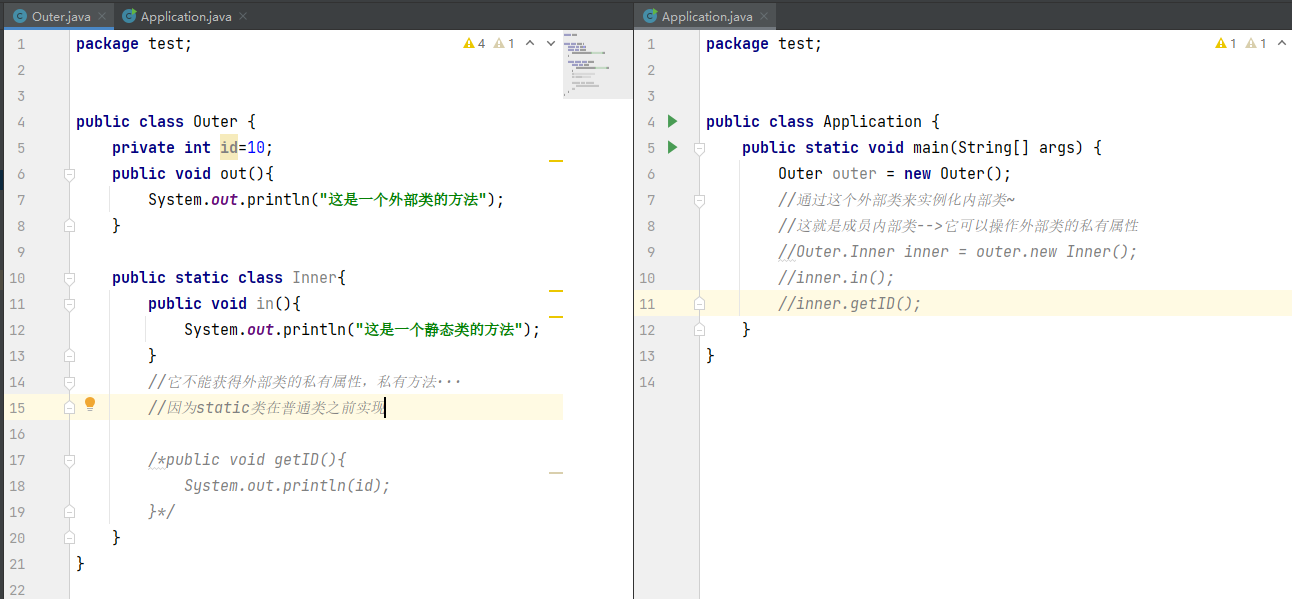 Outer.java
Application.java
1 package test;
4 1
2
3
4 public class Outer {
5 private int id=10;
6 public void out(){
7 System.out.println("这是一个外部类的方法");
8 }
9
10 public static class Inner{
11 public void in(){
12 System.out.println("这是一个静态类的方法");
13 }
14 //它不能获得外部类的私有属性，私有方法···
15 //因为static类在普通类之前实现
16
17 /*public void getID(){
18 System.out.println(id);
19 }*/
20 }
21 }
22
Application.java
1 package test;
1 1
2
3
4 public class Application {
5 public static void main(String[] args) {
6 Outer outer = new Outer();
7 //通过这个外部类来实例化内部类~
8 //这就是成员内部类-->它可以操作外部类的私有属性
9 //Outer.Inner inner = outer.new Inner();
10 //inner.in();
11 //inner.getID();
12 }
13 }
14